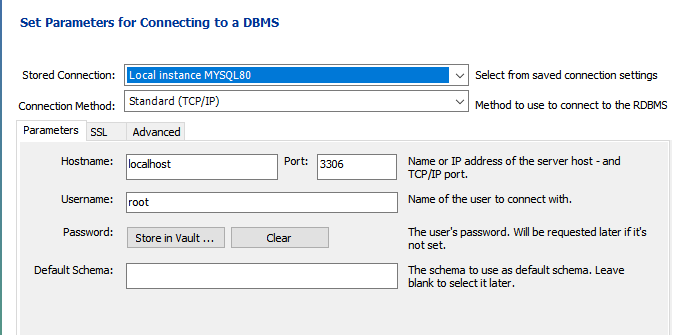 Set Parameters for Connecting to a DBMS
Stored Connection: Local instance MYSQL80 Select from saved connection settings
Connection Method: Standard (TCP/IP) Method to use to connect to the RDBMS
Parameters SSL Advanced
Hostname: localhost Port: 3306 Name or IP address of the server host - and
TCP/IP port.
Username: root Name of the user to connect with.
Password: Store in Vault ... Clear The user's password. Will be requested later if it's
not set.
Default Schema: The schema to use as default schema. Leave
blank to select it later.